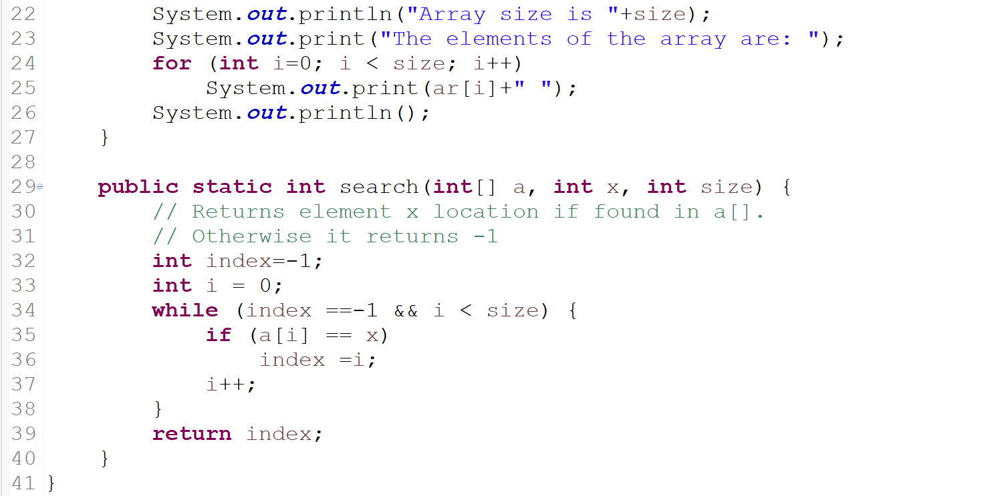 22         System.out.println("Array size is "+size);
23         System.out.print("The elements of the array are: ");
24         for (int i=0; i < size; i++)
25             System.out.print(ar[i]+" ");
26         System.out.println();
27     }
28
29     public static int search(int[] a, int x, int size) {
30         // Returns element x location if found in a[].
31         // Otherwise it returns -1
32         int index=-1;
33         int i = 0;
34         while (index ==-1 && i < size) {
35             if (a[i] == x)
36                 index =i;
37             i++;
38         }
39         return index;
40     }
41 }